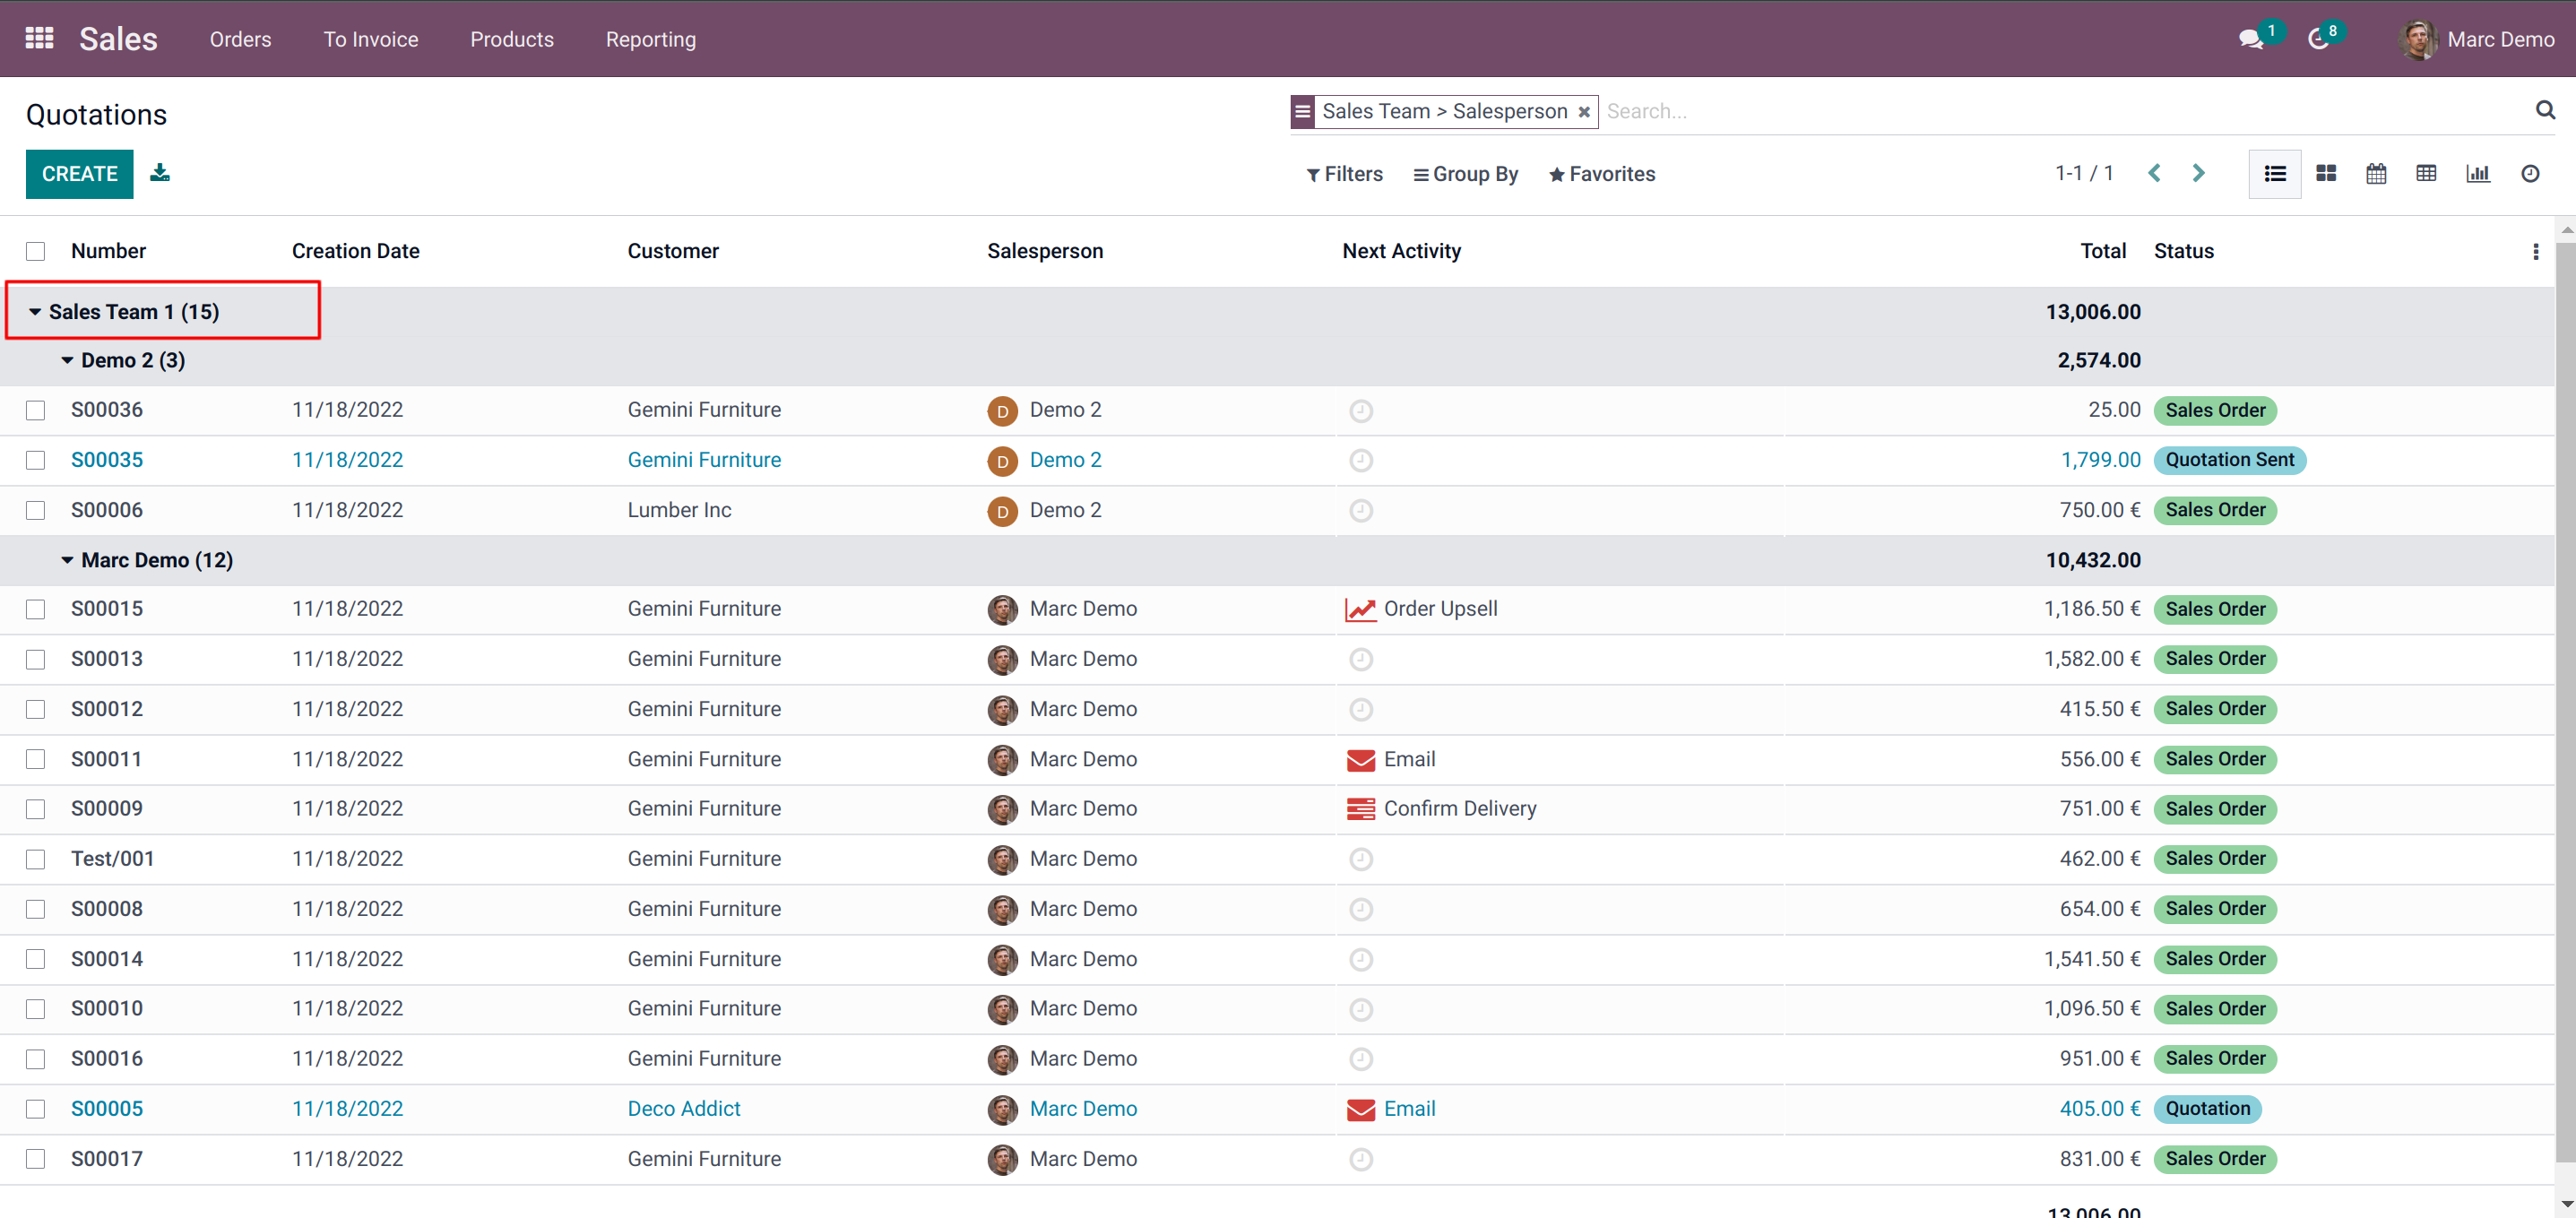 Sales Orders To Invoice Products Reporting 1 8 Marc Demo
Quotations Sales Team > Salesperson × Search...
CREATE Filters Group By Favorites 1-1 / 1
Number Creation Date Customer Salesperson Next Activity Total Status
Sales Team 1 (15) 13,006.00
Demo 2 (3) 2,574.00
S00036 11/18/2022 Gemini Furniture D Demo 2 25.00 Sales Order
S00035 11/18/2022 Gemini Furniture D Demo 2 1,799.00 Quotation Sent
S00006 11/18/2022 Lumber Inc D Demo 2 750.00 € Sales Order
Marc Demo (12) 10,432.00
S00015 11/18/2022 Gemini Furniture Marc Demo Order Upsell 1,186.50 € Sales Order
S00013 11/18/2022 Gemini Furniture Marc Demo 1,582.00 € Sales Order
S00012 11/18/2022 Gemini Furniture Marc Demo 415.50 € Sales Order
S00011 11/18/2022 Gemini Furniture Marc Demo Email 556.00 € Sales Order
S00009 11/18/2022 Gemini Furniture Marc Demo Confirm Delivery 751.00 € Sales Order
Test/001 11/18/2022 Gemini Furniture Marc Demo 462.00 € Sales Order
S00008 11/18/2022 Gemini Furniture Marc Demo 654.00 € Sales Order
S00014 11/18/2022 Gemini Furniture Marc Demo 1,541.50 € Sales Order
S00010 11/18/2022 Gemini Furniture Marc Demo 1,096.50 € Sales Order
S00016 11/18/2022 Gemini Furniture Marc Demo 951.00 € Sales Order
S00005 11/18/2022 Deco Addict Marc Demo Email 405.00 € Quotation
S00017 11/18/2022 Gemini Furniture Marc Demo 831.00 € Sales Order
13,006.00